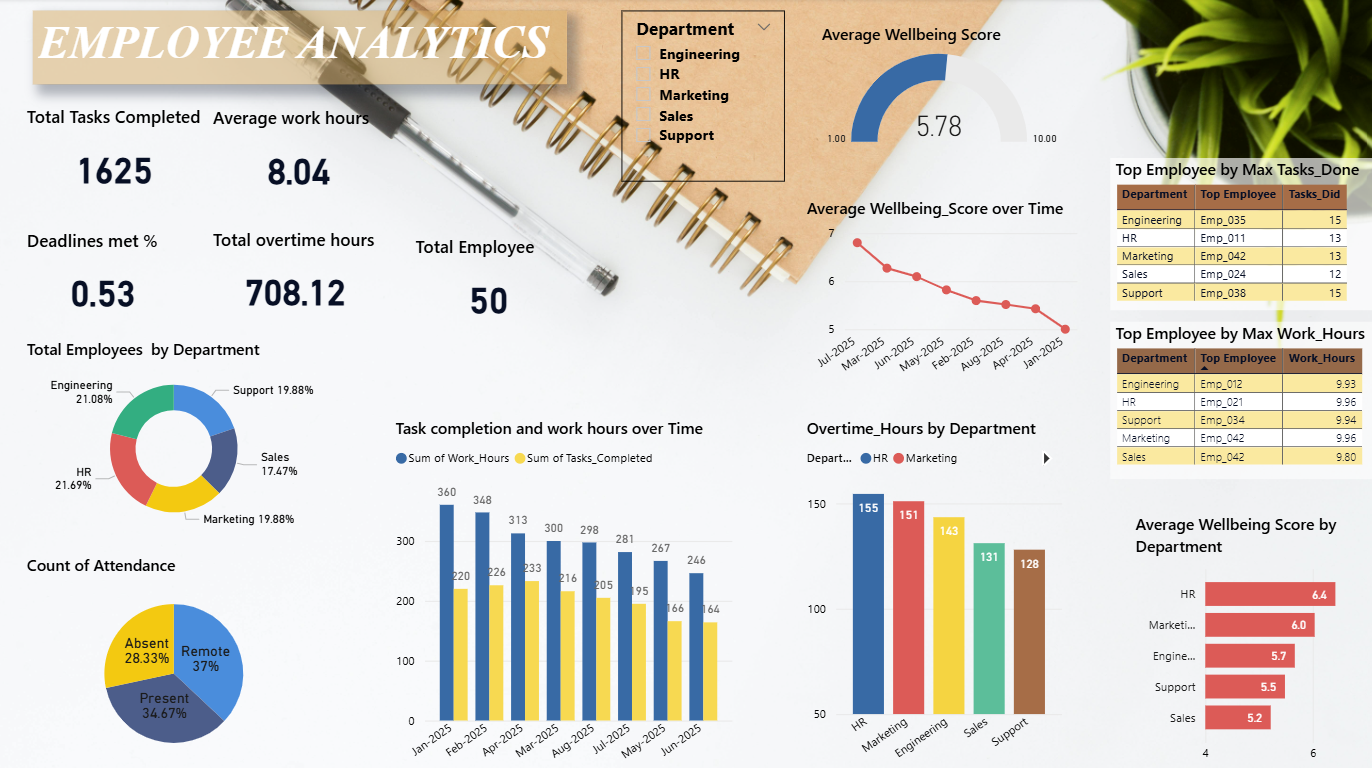 EMPLOYEE ANALYTICS
Department
Engineering
HR
Marketing
Sales
Support
Average Wellbeing Score
5.78
1.00
10.00
Total Tasks Completed
1625
Average work hours
8.04
Deadlines met %
0.53
Total overtime hours
708.12
Total Employee
50
Average Wellbeing_Score over Time
7
6
5
Jul-2025
Mar-2025
Jun-2025
May-2025
Feb-2025
Aug-2025
Apr-2025
Jan-2025
Top Employee by Max Tasks_Done
Department Top Employee Tasks_Did
Engineering Emp_035 15
HR Emp_011 13
Marketing Emp_042 13
Sales Emp_024 12
Support Emp_038 15
Top Employee by Max Work_Hours
Department Top Employee Work_Hours
Engineering Emp_012 9.93
HR Emp_021 9.96
Support Emp_034 9.94
Marketing Emp_042 9.96
Sales Emp_042 9.80
Total Employees by Department
Engineering
21.08%
Support 19.88%
Sales
17.47%
HR
21.69%
Marketing 19.88%
Count of Attendance
Absent
28.33%
Remote
37%
Present
34.67%
Task completion and work hours over Time
Sum of Work_Hours Sum of Tasks_Completed
300
200
100
0
360
348
313
300
298
281
267
246
220
226
233
216
205
195
166
164
Jan-2025
Feb-2025
Apr-2025
Mar-2025
Aug-2025
Jul-2025
May-2025
Jun-2025
Overtime_Hours by Department
Depart... HR Marketing
150
100
50
155
151
143
131
128
HR
Marketing
Engineering
Sales
Support
Average Wellbeing Score by
Department
HR 6.4
Marketi... 6.0
Engine... 5.7
Support 5.5
Sales 5.2
4 6